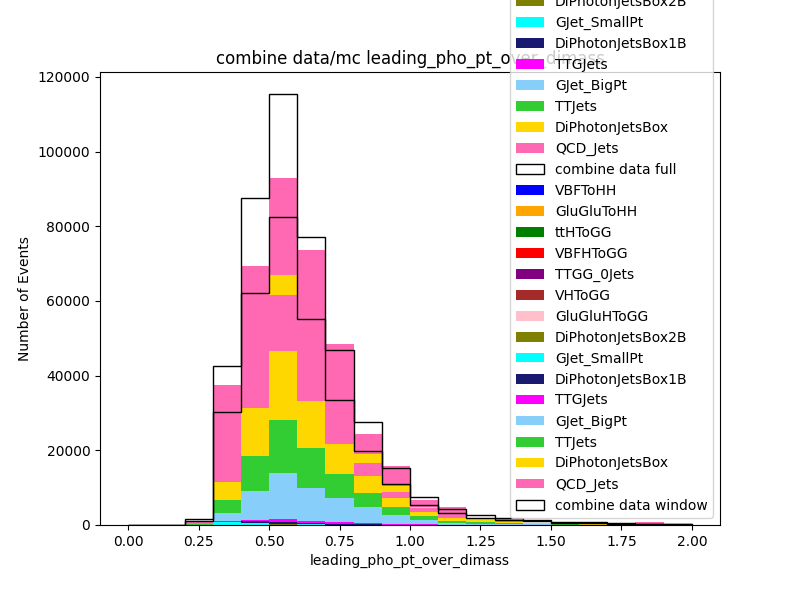 DiPhotonJetsBox2B
GJet_SmallPt
DiPhotonJetsBox1B
combine data/mc leading_pho_pt_over_dimass
TTGJets
GJet_BigPt
TTJets
DiPhotonJetsBox
QCD_Jets
combine data full
VBFToHH
GluGluToHH
ttHToGG
VBFHToGG
TTGG_0Jets
VHToGG
GluGluHToGG
DiPhotonJetsBox2B
GJet_SmallPt
DiPhotonJetsBox1B
TTGJets
GJet_BigPt
TTJets
DiPhotonJetsBox
QCD_Jets
combine data window
120000
100000
80000
60000
40000
20000
0
Number of Events
0.00 0.25 0.50 0.75 1.00 1.25 1.50 1.75 2.00
leading_pho_pt_over_dimass